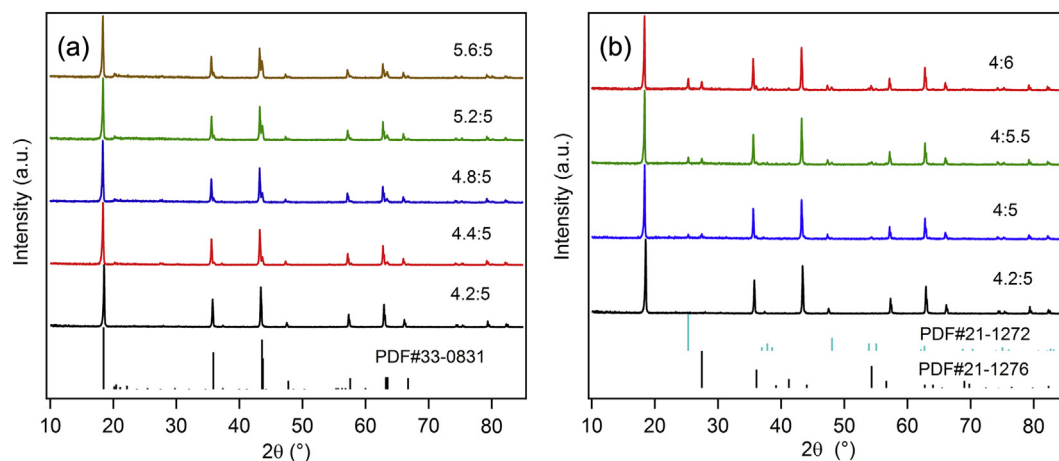 (a)
5.6:5
5.2:5
4.8:5
4.4:5
4.2:5
PDF#33-0831
Intensity (a.u.)
10 20 30 40 50 60 70 80
2θ (°)
(b)
4:6
4:5.5
4:5
4.2:5
PDF#21-1272
PDF#21-1276
Intensity (a.u.)
10 20 30 40 50 60 70 80
2θ (°)